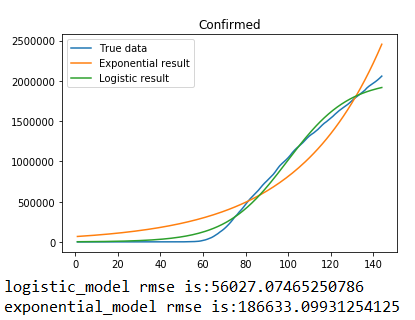 Confirmed
2500000
2000000
1500000
1000000
500000
0
True data
Exponential result
Logistic result
0 20 40 60 80 100 120 140
logistic_model rmse is:56027.07465250786
exponential_model rmse is:186633.09931254125